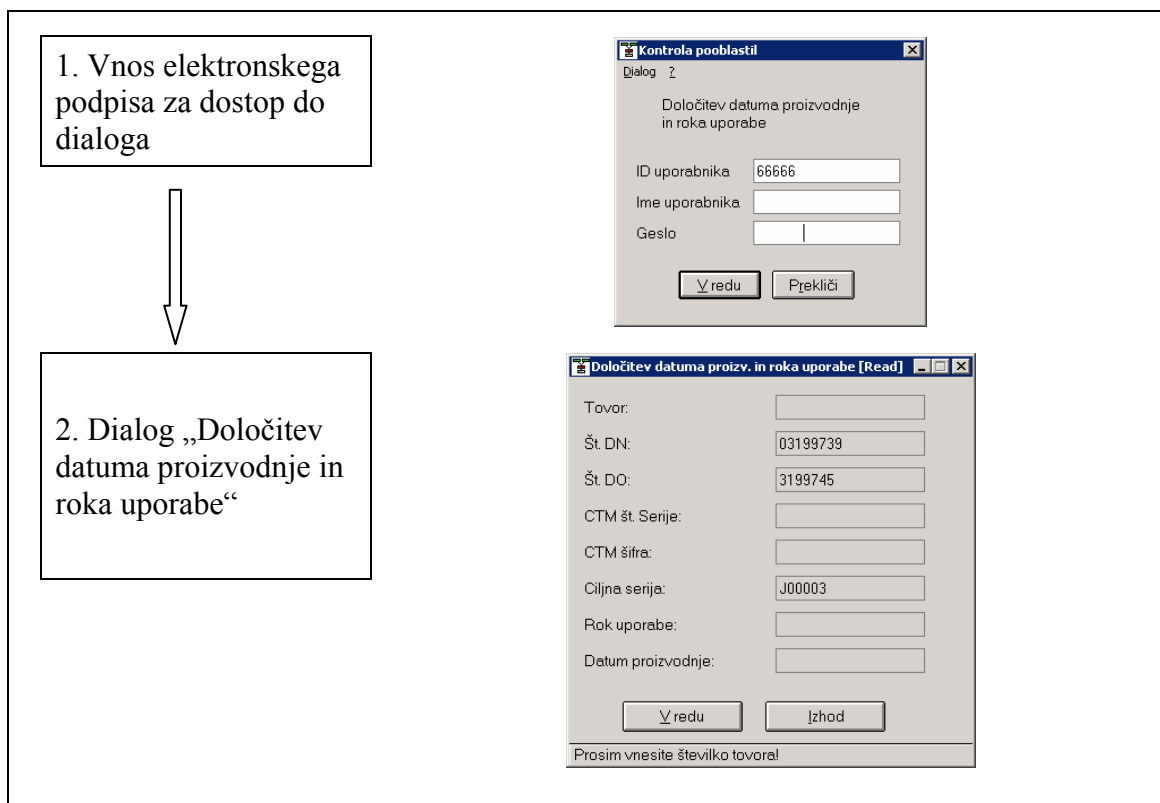 1. Vnos elektronskega
podpisa za dostop do
dialoga
Kontrola pooblastil
Dialog ?
Določitev datuma proizvodnje
in roka uporabe
ID uporabnika 66666
Ime uporabnika
Geslo
V redu Prekliči
2. Dialog „Določitev
datuma proizvodnje in
roka uporabe“
Določitev datuma proizv. in roka uporabe [Read]
Tovor:
Št. DN: 03199739
Št. DO: 3199745
CTM št. Serije:
CTM šifra:
Ciljna serija: J00003
Rok uporabe:
Datum proizvodnje:
V redu Izhod
Prosim vnesite številko tovora!